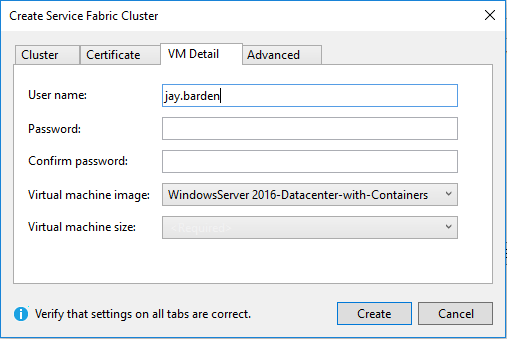 Create Service Fabric Cluster
Cluster Certificate VM Detail Advanced
User name: jay.barden
Password:
Confirm password:
Virtual machine image: WindowsServer 2016-Datacenter-with-Containers
Virtual machine size: <Required>
Verify that settings on all tabs are correct. Create Cancel